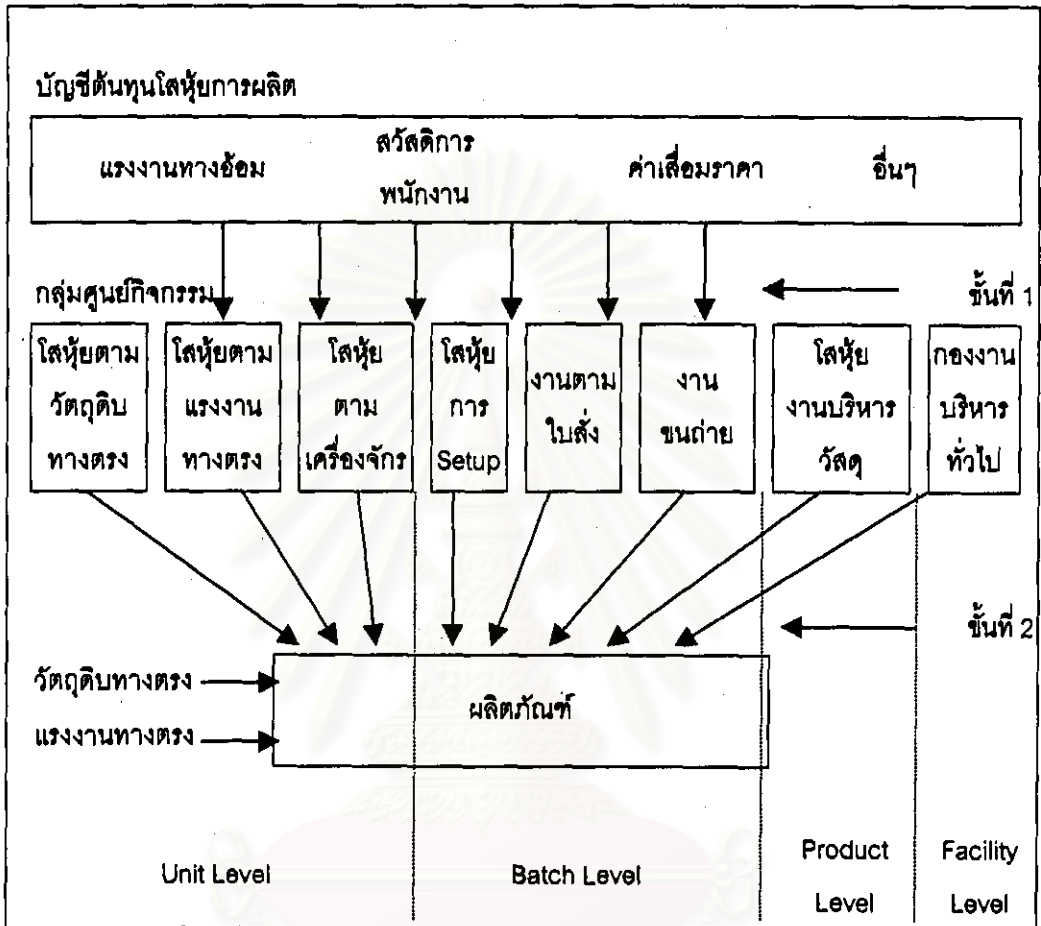 บัญชีต้นทุนโสหุ้ยการผลิต
แรงงานทางอ้อม
สวัสดิการ
พนักงาน
ค่าเสื่อมราคา
อื่นๆ
กลุ่มศูนย์กิจกรรม
ขั้นที่ 1
โสหุ้ยตาม
วัตถุดิบ
ทางตรง
โสหุ้ยตาม
แรงงาน
ทางตรง
โสหุ้ย
ตาม
เครื่องจักร
โสหุ้ย
การ
Setup
งานตาม
ใบสั่ง
งาน
ขนถ่าย
โสหุ้ย
งานบริหาร
วัสดุ
กองงาน
บริหาร
ทั่วไป
ขั้นที่ 2
วัตถุดิบทางตรง
แรงงานทางตรง
ผลิตภัณฑ์
Unit Level
Batch Level
Product
Level
Facility
Level